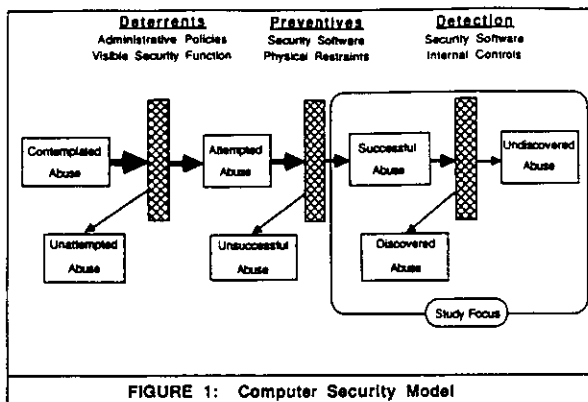 Deterrents
Administrative Policies
Visible Security Function
Preventives
Security Software
Physical Restraints
Detection
Security Software
Internal Controls
Contemplated
Abuse
Attempted
Abuse
Successful
Abuse
Undiscovered
Abuse
Unattempted
Abuse
Unsuccessful
Abuse
Discovered
Abuse
Study Focus
FIGURE 1: Computer Security Model